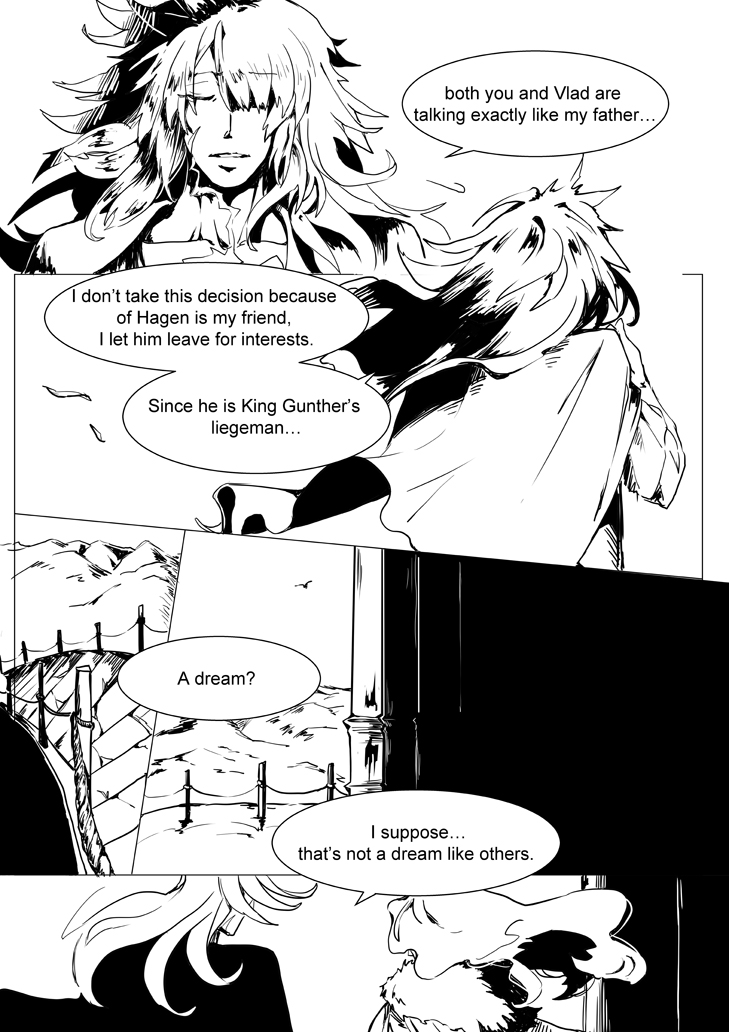 both you and Vlad are
talking exactly like my father…
I don't take this decision because
of Hagen is my friend,
I let him leave for interests.
Since he is King Gunther's
liegeman…
A dream?
I suppose…
that's not a dream like others.